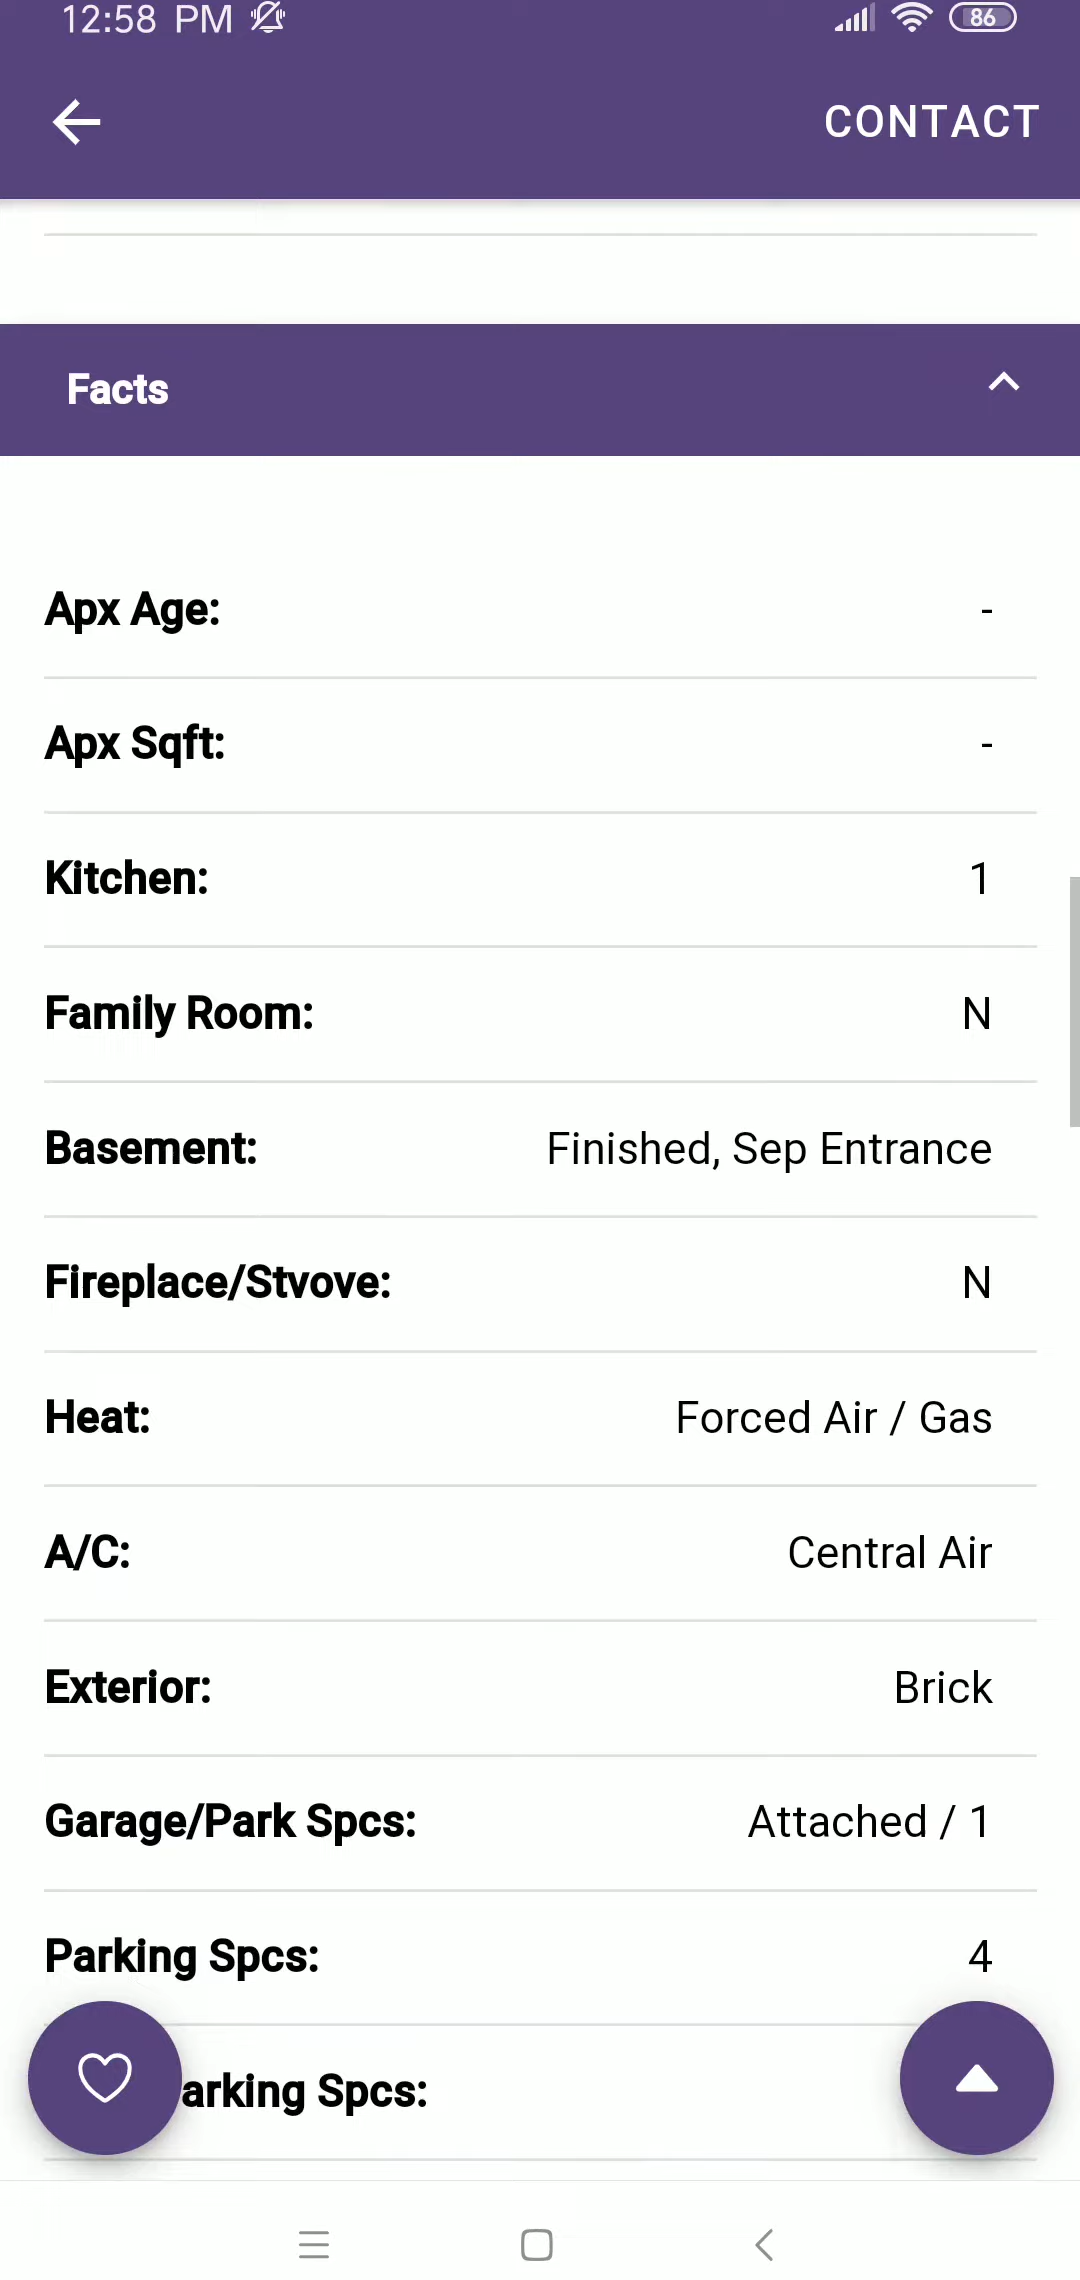 12:58 PM
86
CONTACT
Facts
Apx Age: -
Apx Sqft: -
Kitchen: 1
Family Room: N
Basement: Finished, Sep Entrance
Fireplace/Stvove: N
Heat: Forced Air / Gas
A/C: Central Air
Exterior: Brick
Garage/Park Spcs: Attached / 1
Parking Spcs: 4
arking Spcs: